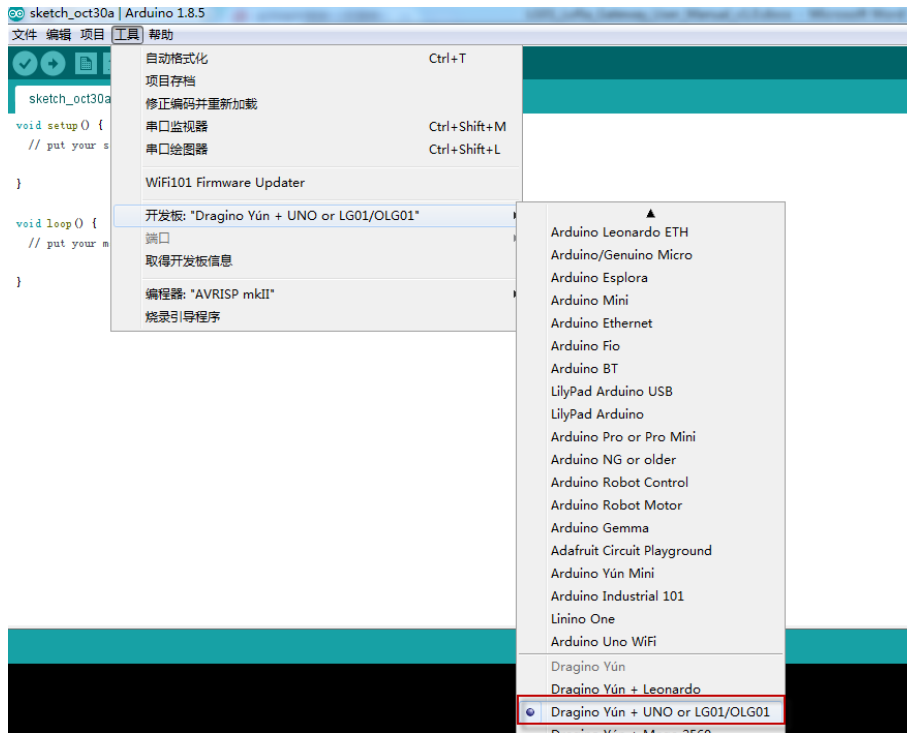 sketch_oct30a | Arduino 1.8.5
文件 编辑 项目 工具 帮助
自动格式化 Ctrl+T
项目存档
修正编码并重新加载
串口监视器 Ctrl+Shift+M
串口绘图器 Ctrl+Shift+L
WiFi101 Firmware Updater
开发板: "Dragino Yún + UNO or LG01/OLG01"
端口
取得开发板信息
编程器: "AVRISP mkII"
烧录引导程序
sketch_oct30a
void setup() {
// put your s
}
void loop() {
// put your m
}
Arduino Leonardo ETH
Arduino/Genuino Micro
Arduino Esplora
Arduino Mini
Arduino Ethernet
Arduino Fio
Arduino BT
LilyPad Arduino USB
LilyPad Arduino
Arduino Pro or Pro Mini
Arduino NG or older
Arduino Robot Control
Arduino Robot Motor
Arduino Gemma
Adafruit Circuit Playground
Arduino Yún Mini
Arduino Industrial 101
Linino One
Arduino Uno WiFi
Dragino Yún
Dragino Yún + Leonardo
Dragino Yún + UNO or LG01/OLG01